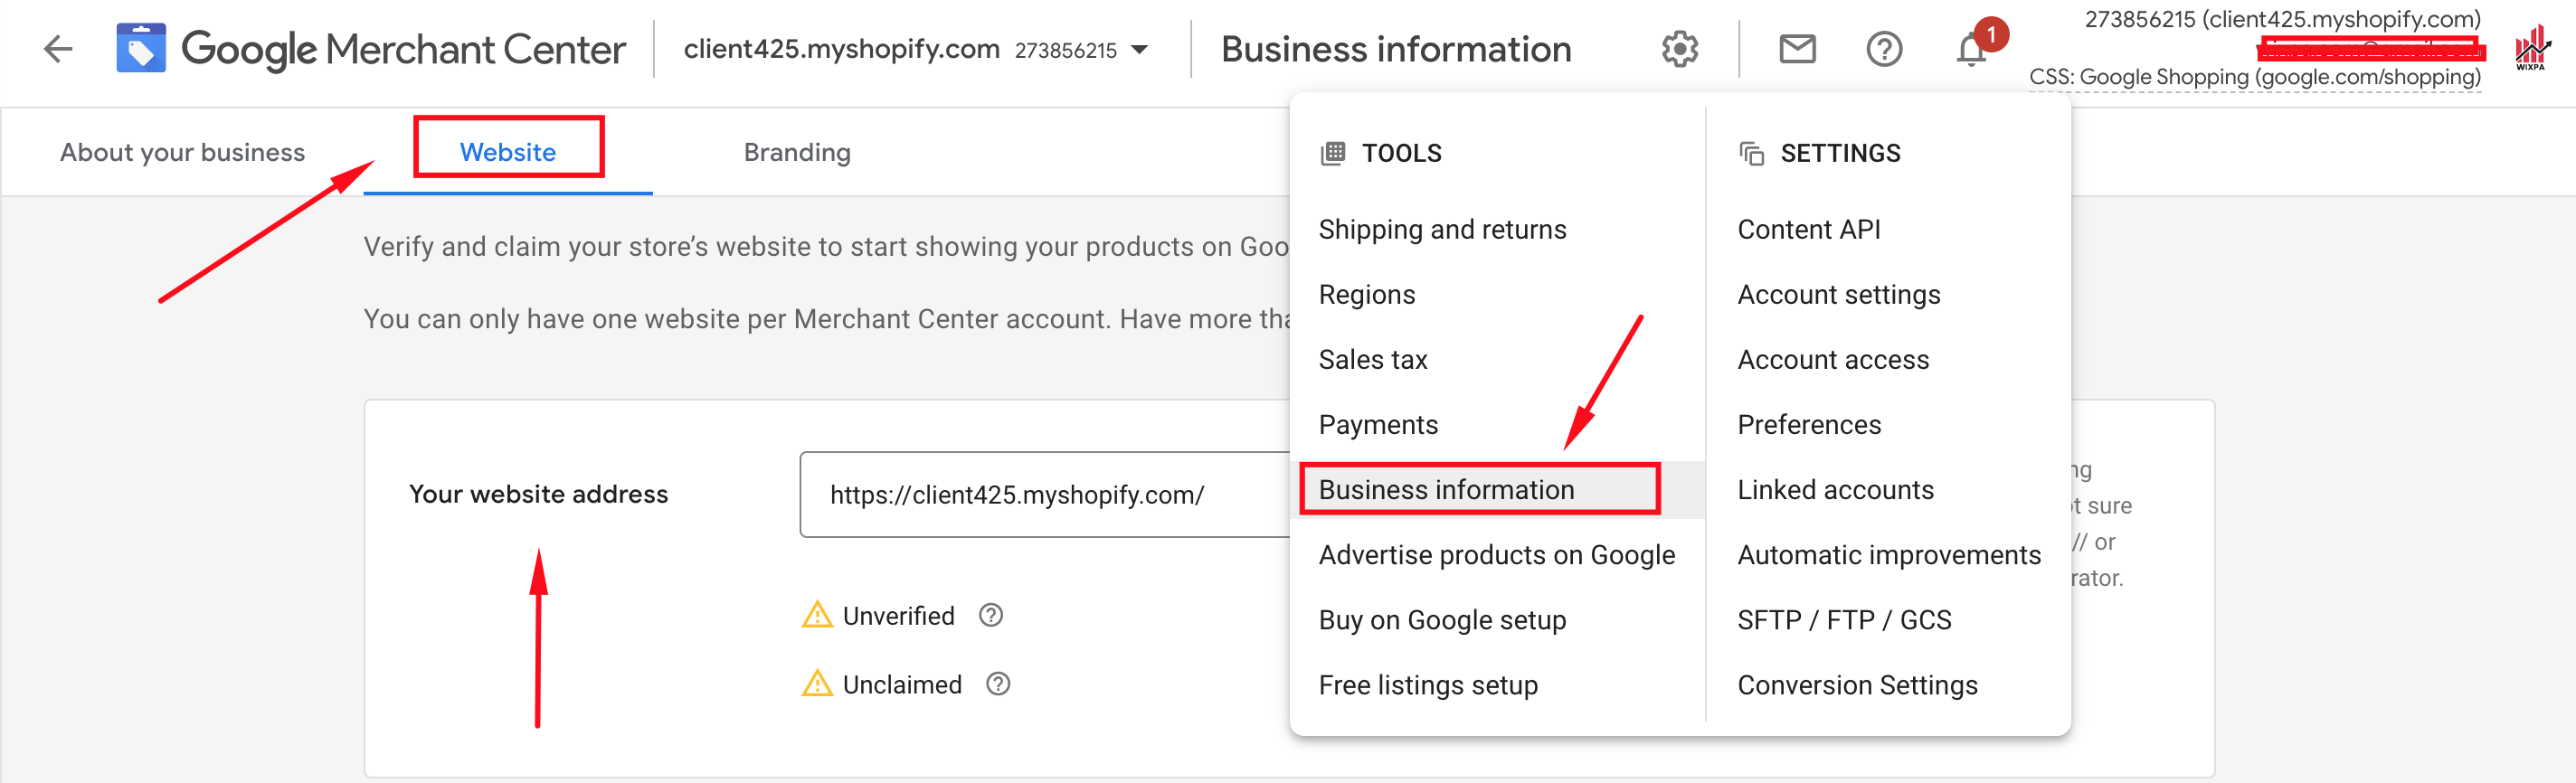 Google Merchant Center
client425.myshopify.com 273856215
Business information
1
273856215 (client425.myshopify.com)
CSS: Google Shopping (google.com/shopping)
WIXPA
About your business
Website
Branding
Verify and claim your store’s website to start showing your products on Goo
You can only have one website per Merchant Center account. Have more tha
Your website address
https://client425.myshopify.com/
Unverified
Unclaimed
TOOLS
Shipping and returns
Regions
Sales tax
Payments
Business information
Advertise products on Google
Buy on Google setup
Free listings setup
SETTINGS
Content API
Account settings
Account access
Preferences
Linked accounts
Automatic improvements
SFTP / FTP / GCS
Conversion Settings
ng
t sure
// or
rator.